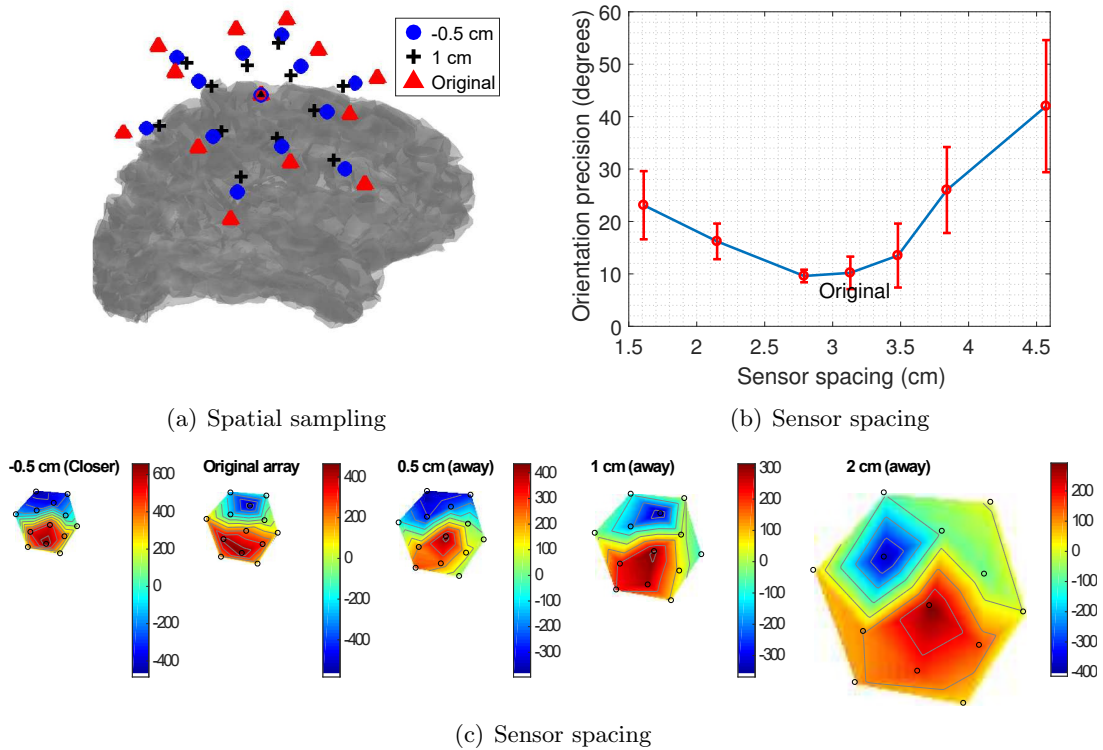 -0.5 cm
1 cm
Original
(a) Spatial sampling
Orientation precision (degrees)
60
50
40
30
20
10
0
Original
1.5 2 2.5 3 3.5 4 4.5
Sensor spacing (cm)
(b) Sensor spacing
-0.5 cm (Closer)
600
400
200
0
-200
-400
Original array
400
200
0
-200
-400
0.5 cm (away)
400
300
200
100
0
-100
-200
-300
1 cm (away)
300
200
100
0
-100
-200
-300
2 cm (away)
200
100
0
-100
-200
-300
-400
(c) Sensor spacing